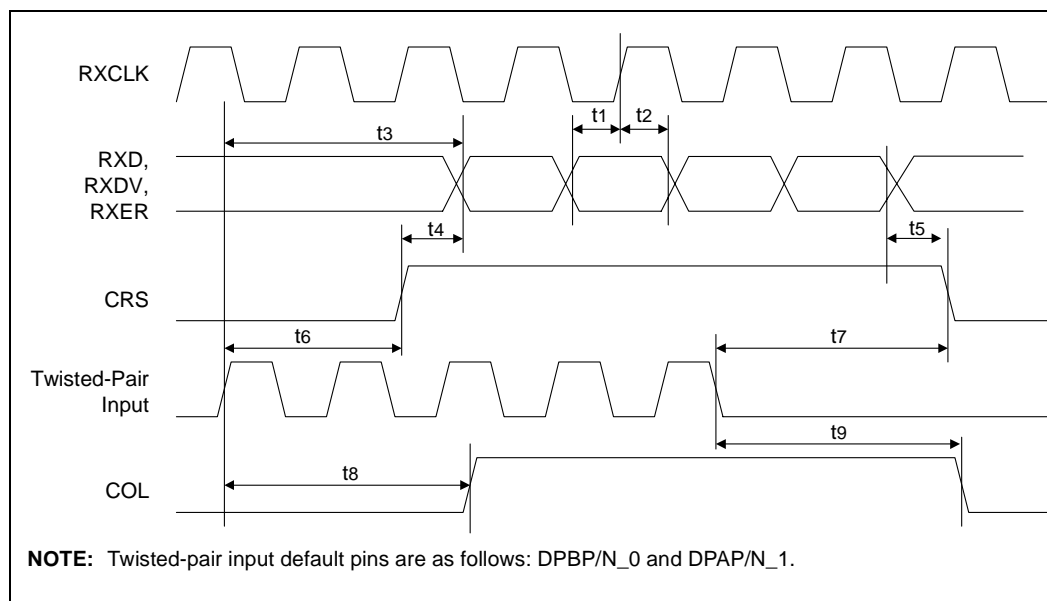 RXCLK
t1
t2
t3
RXD,
RXDV,
RXER
t4
t5
CRS
t6
t7
Twisted-Pair
Input
t9
t8
COL
NOTE: Twisted-pair input default pins are as follows: DPBP/N_0 and DPAP/N_1.